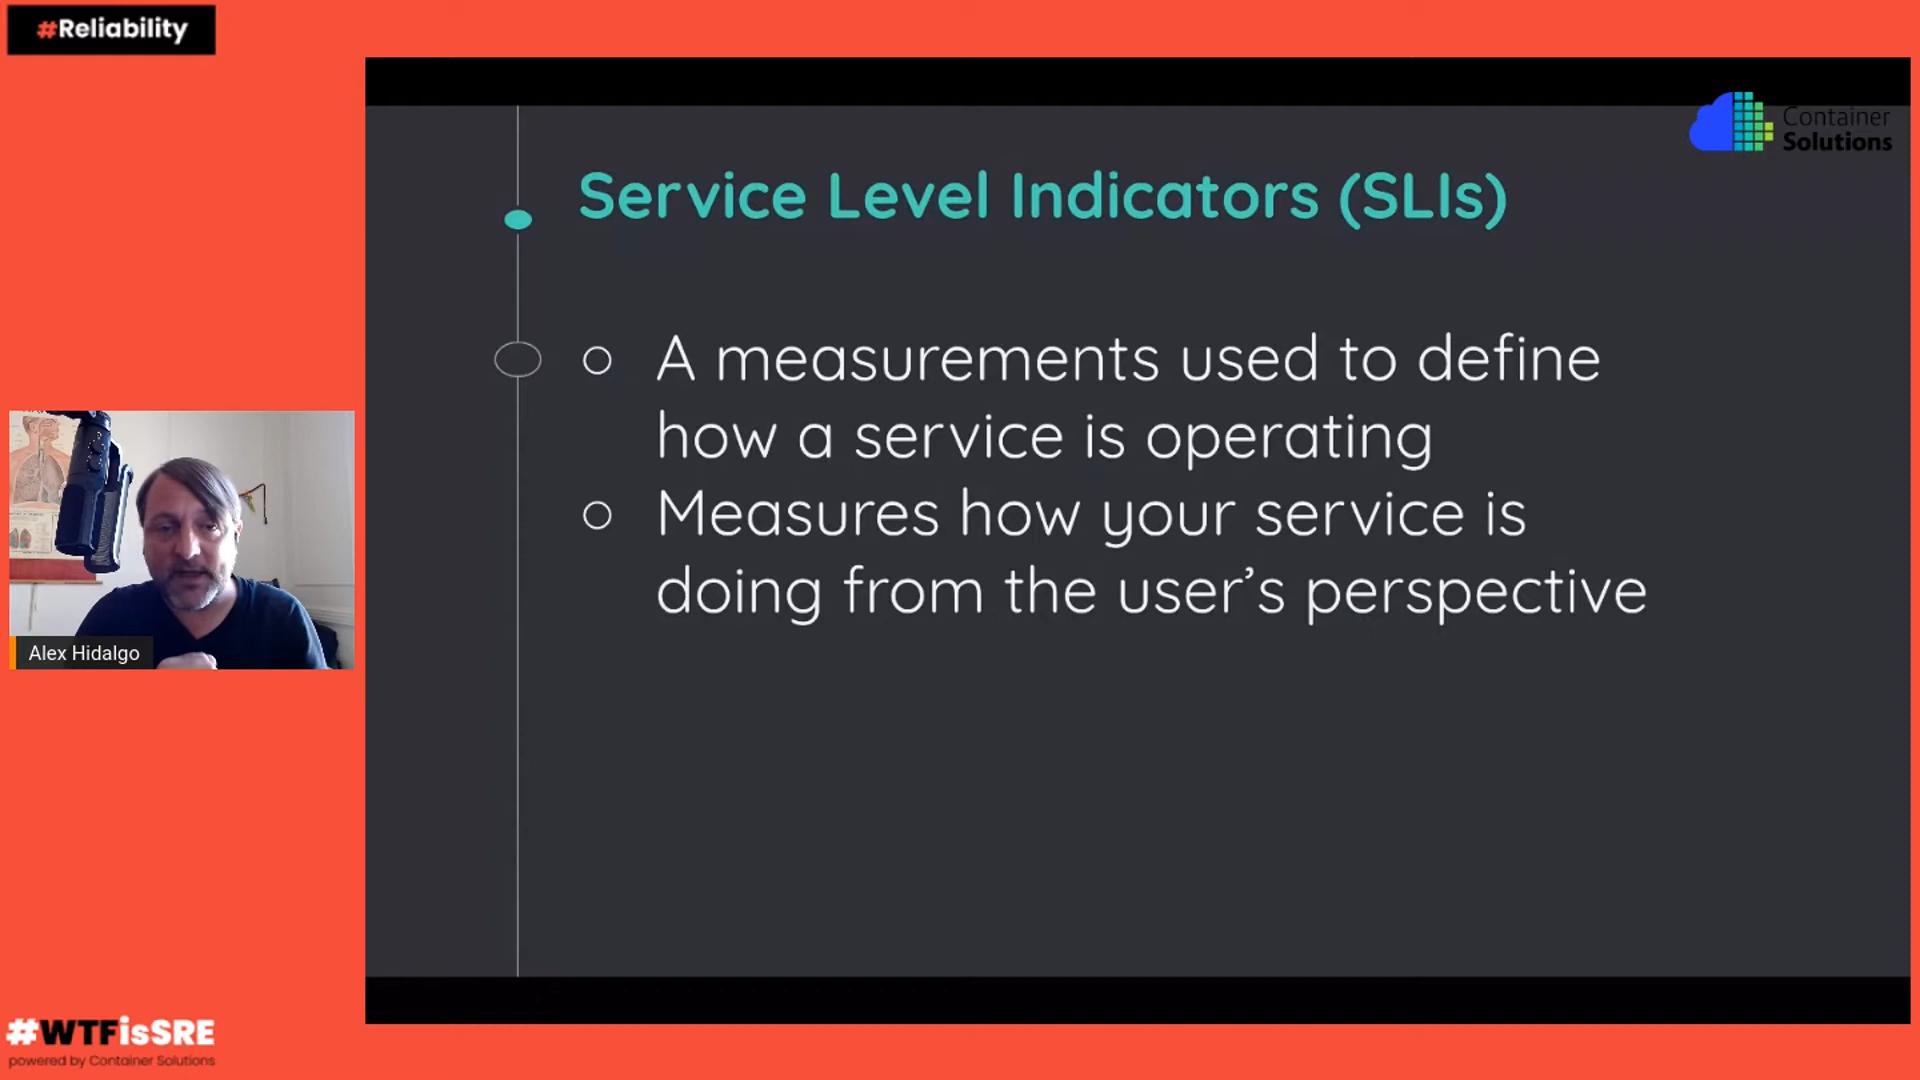 #Reliability
Container
Solutions
Service Level Indicators (SLIs)
A measurements used to define
how a service is operating
Measures how your service is
doing from the user’s perspective
Alex Hidalgo
#WTFisSRE
powered by Container Solutions